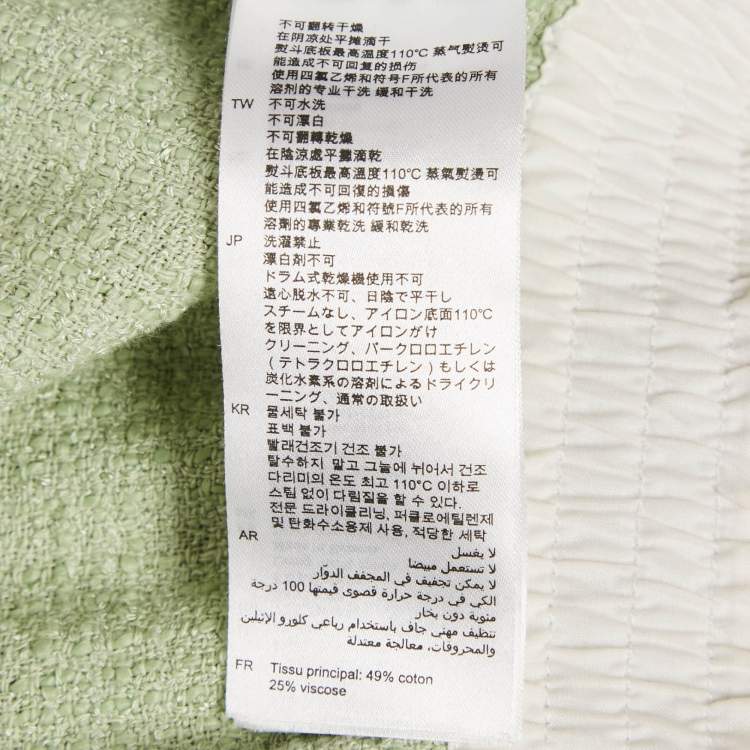 不可翻转干燥
在阴凉处平摊滴干
熨斗底板最高温度110℃ 蒸气熨烫可
能造成不可回复的损伤
使用四氯乙烯和符号F所代表的所有
溶剂的专业干洗 缓和干洗
TW 不可水洗
不可漂白
不可翻轉乾燥
在陰涼處平攤滴乾
熨斗底板最高溫度110℃ 蒸氣熨燙可
能造成不可回復的損傷
使用四氯乙烯和符號F所代表的所有
溶劑的專業乾洗 緩和乾洗
JP 洗濯禁止
漂白剤不可
ドラム式乾燥機使用不可
遠心脱水不可、日陰で平干し
スチームなし、アイロン底面110℃
を限界としてアイロンがけ
クリーニング、パークロロエチレン
(テトラクロロエチレン)もしくは
炭化水素系の溶剤によるドライクリ
ーニング、通常の取扱い
KR 물세탁 불가
표백 불가
빨래건조기 건조 불가
탈수하지 말고 그늘에 뉘어서 건조
다리미의 온도 최고 110℃ 이하로
스팀 없이 다림질을 할 수 있다.
전문 드라이클리닝, 퍼클로에틸렌제
및 탄화수소용제 사용, 적당한 세탁
AR
لا يغسل
لا تستعمل مبيضا
لا يمكن تجفيف في المجفف الدوّار
الكي في درجة حرارة قصوى قيمتها 100 درجة
مئوية دون بخار
تنظيف مهني جاف باستخدام رباعي كلورو الإثيلين
والمحروقات، معالجة معتدلة
FR Tissu principal: 49% coton
25% viscose